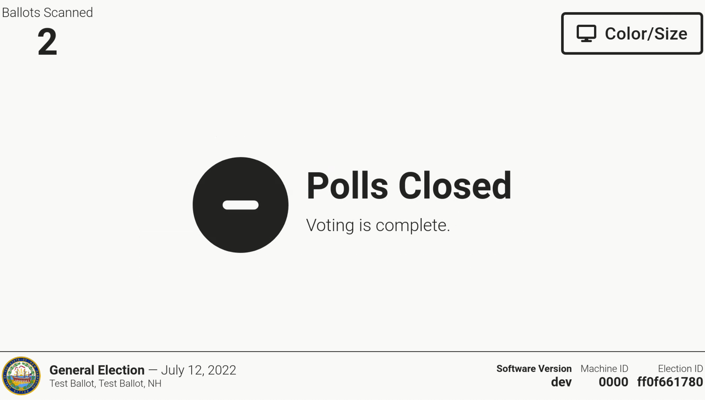 Ballots Scanned
2
Color/Size
Polls Closed
Voting is complete.
General Election — July 12, 2022
Test Ballot, Test Ballot, NH
Software Version
dev
Machine ID
0000
Election ID
ff0f661780